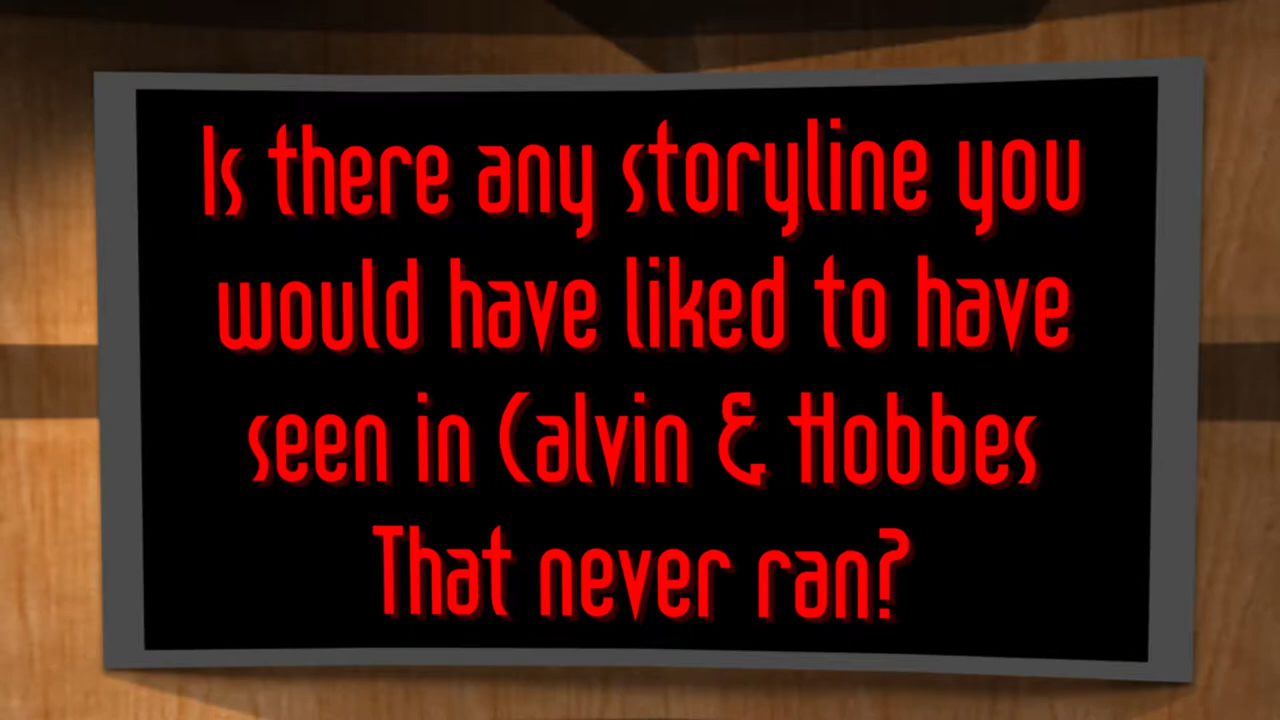 Is there any storyline you
would have liked to have
seen in Calvin & Hobbes
That never ran?